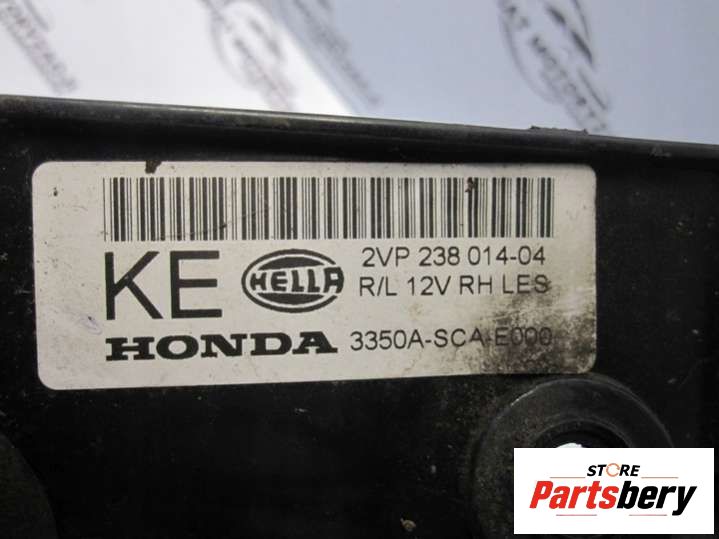 KE
HELLA
2VP 238 014-04
R/L 12V RH LES
HONDA 3350A-SCA-E000
STORE
Partsbery